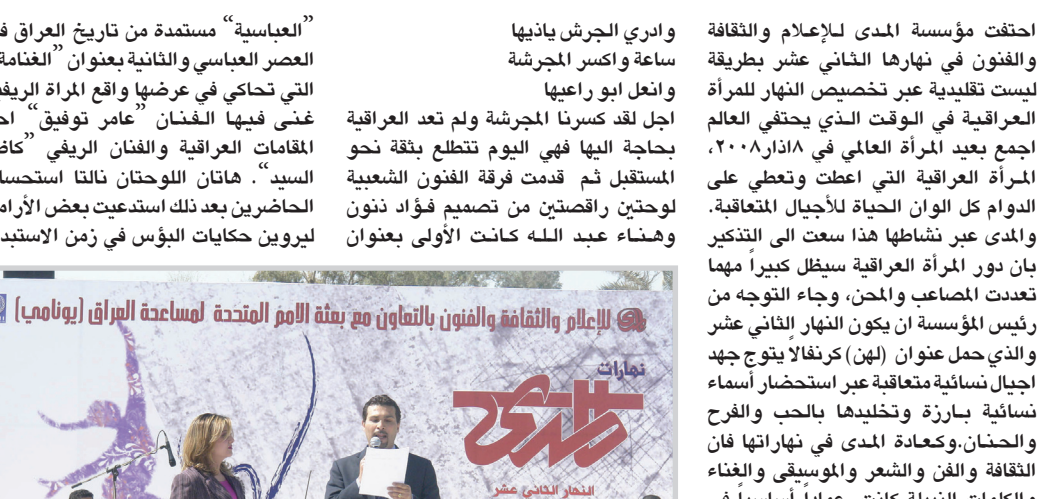 احتفت مؤسسة المدى للإعلام والثقافة
والفنون في نهارها الثاني عشر بطريقة
ليست تقليدية عبر تخصيص النهار للمرأة
العراقية في الوقت الذي يحتفي العالم
اجمع بعيد المرأة العالمي في ٨اذار٢٠٠٨،
المرأة العراقية التي اعطت وتعطي على
الدوام كل الوان الحياة للأجيال المتعاقبة.
والمدى عبر نشاطها هذا سعت الى التذكير
بان دور المرأة العراقية سيظل كبيراً مهما
تعددت المصاعب والمحن، وجاء التوجه من
رئيس المؤسسة ان يكون النهار الثاني عشر
والذي حمل عنوان (لهن) كرنفالاً يتوج جهد
اجيال نسائية متعاقبة عبر استحضار أسماء
نسائية بارزة وتخليدها بالحب والفرح
والحنان.وكعادة المدى في نهاراتها فان
الثقافة والفن والشعر والموسيقى والغناء
والكلمات النبيلة كانت عماداً أساسياً في
وادري الجرش ياذيها
ساعة واكسر المجرشة
وانعل ابو راعيها
اجل لقد كسرنا المجرشة ولم تعد العراقية
بحاجة اليها فهي اليوم تتطلع بثقة نحو
المستقبل ثم قدمت فرقة الفنون الشعبية
لوحتين راقصتين من تصميم فؤاد ذنون
وهناء عبد الله كانت الأولى بعنوان
"العباسية" مستمدة من تاريخ العراق
العصر العباسي والثانية بعنوان "الغنامة
التي تحاكي في عرضها واقع المراة
غنى فيها الفنان "عامر توفيق"
المقامات العراقية والفنان الريفي
السيد". هاتان اللوحتان نالتا
الحاضرين بعد ذلك استدعيت بعض
ليروين حكايات البؤس في زمن
للإعلام والثقافة والفنون بالتعاون مع بعثة الامم المتحدة لمساعدة العراق (يونامي)
نهارات
المدى
النهار الثاني عشر